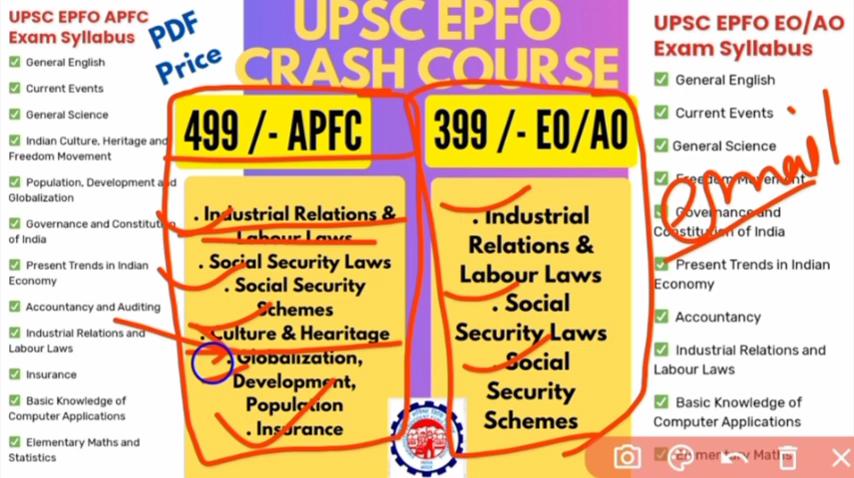 UPSC EPFO APFC
Exam Syllabus
General English
Current Events
General Science
Indian Culture, Heritage and
Freedom Movement
Population, Development and
Globalization
Governance and Constitution
of India
Present Trends in Indian
Economy
Accountancy and Auditing
Industrial Relations and
Labour Laws
Insurance
Basic Knowledge of
Computer Applications
Elementary Maths and
Statistics
PDF
Price
UPSC EPFO
CRASH COURSE
499 /- APFC
. Industrial Relations &
Labour Laws
. Social Security Laws
. Social Security
Schemes
. Culture & Hearitage
. Globalization,
Development,
Population
. Insurance
399 /- EO/AO
. Industrial
Relations &
Labour Laws
. Social
Security Laws
. Social
Security
Schemes
UPSC EPFO EO/AO
Exam Syllabus
General English
Current Events
General Science
Freedom Movement
Governance and
Constitution of India
Present Trends in Indian
Economy
Accountancy
Industrial Relations and
Labour Laws
Basic Knowledge of
Computer Applications
Elementary Maths
email